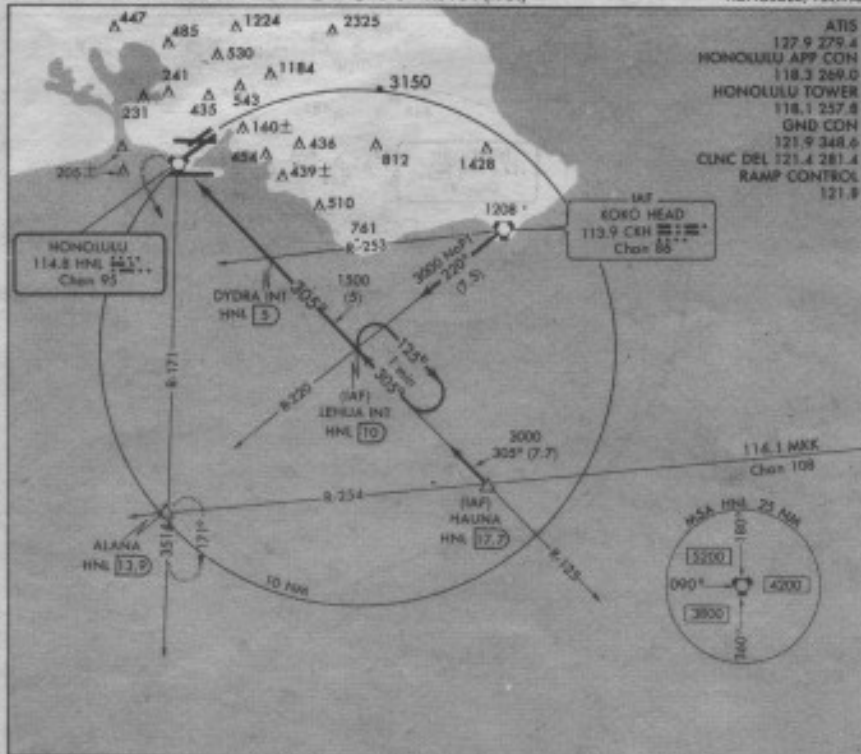 ATIS
127.9 279.4
HONOLULU APP CON
118.3 269.0
HONOLULU TOWER
118.1 257.8
GND CON
121.9 348.6
CLNC DEL 121.4 281.4
RAMP CONTROL
121.8
447
485
1224
2325
530
241
1184
3150
231
435
543
160±
436
454
812
1428
205±
439±
510
1208
761
R-253
IAF
KOKO HEAD
113.9 CKH
Chan 86
HONOLULU
114.8 HNL
Chan 95
3000 NoPT
220°
(7.5)
1500
(5)
305°
DYDRA INT
HNL 5
R-171
125°
1 min
305°
R-220
(IAF)
LEHUA INT
HNL 10
3000
305° (7.7)
116.1 MKK
Chan 108
R-254
(IAF)
HAUNA
HNL 17.7
ALANA
HNL 13.9
351°
171°
10 NM
R-125
MSA HNL 25 NM
180°
5200
090°
4200
3800
360°